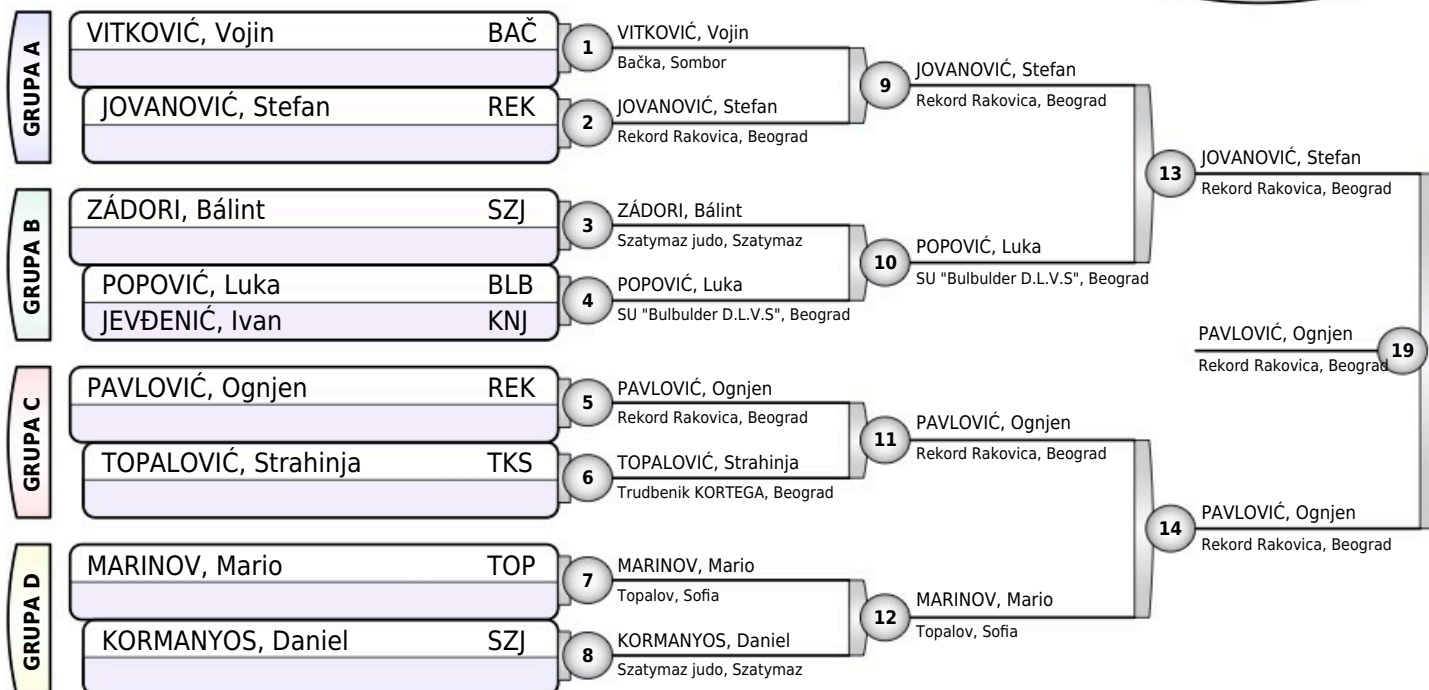 GRUPA A
VITKOVIĆ, Vojin BAČ
JOVANOVIĆ, Stefan REK
GRUPA B
ZÁDORI, Bálint SZJ
POPOVIĆ, Luka BLB
JEVĐENIĆ, Ivan KNJ
GRUPA C
PAVLOVIĆ, Ognjen REK
TOPALOVIĆ, Strahinja TKS
GRUPA D
MARINOV, Mario TOP
KORMANYOS, Daniel SZJ
1
VITKOVIĆ, Vojin
Bačka, Sombor
2
JOVANOVIĆ, Stefan
Rekord Rakovica, Beograd
3
ZÁDORI, Bálint
Szatymaz judo, Szatymaz
4
POPOVIĆ, Luka
SU "Bulbulder D.L.V.S", Beograd
5
PAVLOVIĆ, Ognjen
Rekord Rakovica, Beograd
6
TOPALOVIĆ, Strahinja
Trudbenik KORTEGA, Beograd
7
MARINOV, Mario
Topalov, Sofia
8
KORMANYOS, Daniel
Szatymaz judo, Szatymaz
9
JOVANOVIĆ, Stefan
Rekord Rakovica, Beograd
10
POPOVIĆ, Luka
SU "Bulbulder D.L.V.S", Beograd
11
PAVLOVIĆ, Ognjen
Rekord Rakovica, Beograd
12
MARINOV, Mario
Topalov, Sofia
13
JOVANOVIĆ, Stefan
Rekord Rakovica, Beograd
14
PAVLOVIĆ, Ognjen
Rekord Rakovica, Beograd
PAVLOVIĆ, Ognjen
Rekord Rakovica, Beograd
19